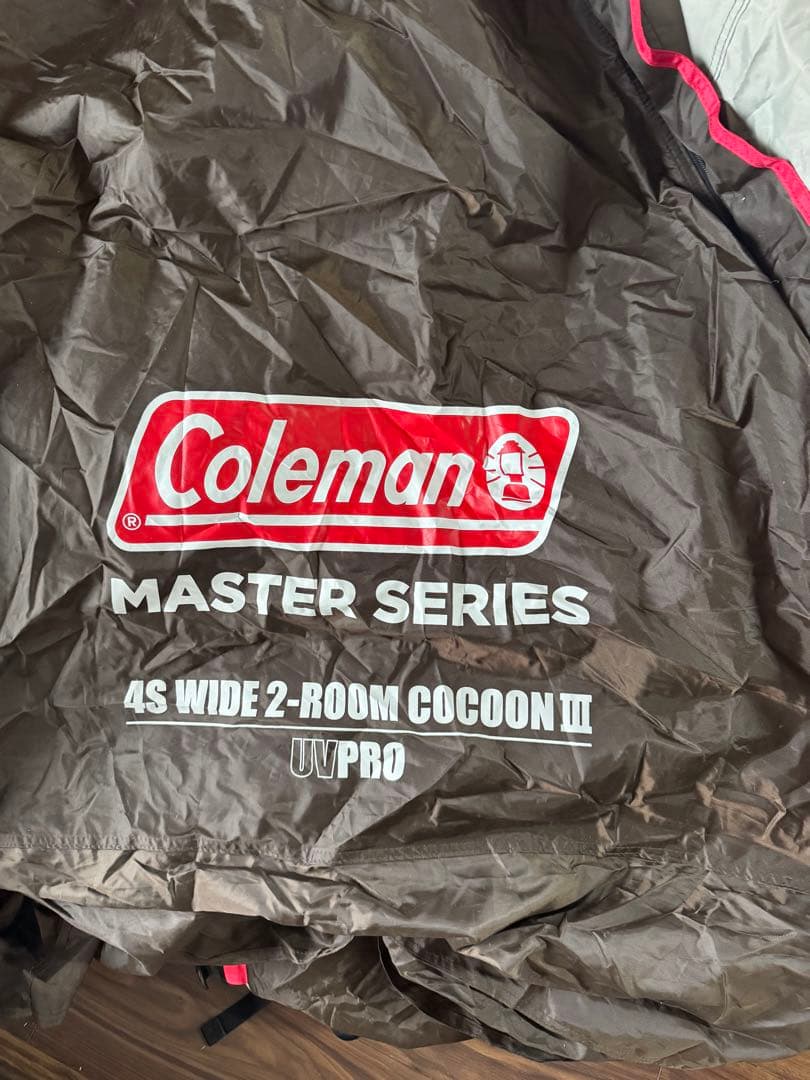 Coleman
®
MASTER SERIES
4S WIDE 2-ROOM COCOON III
UVPRO